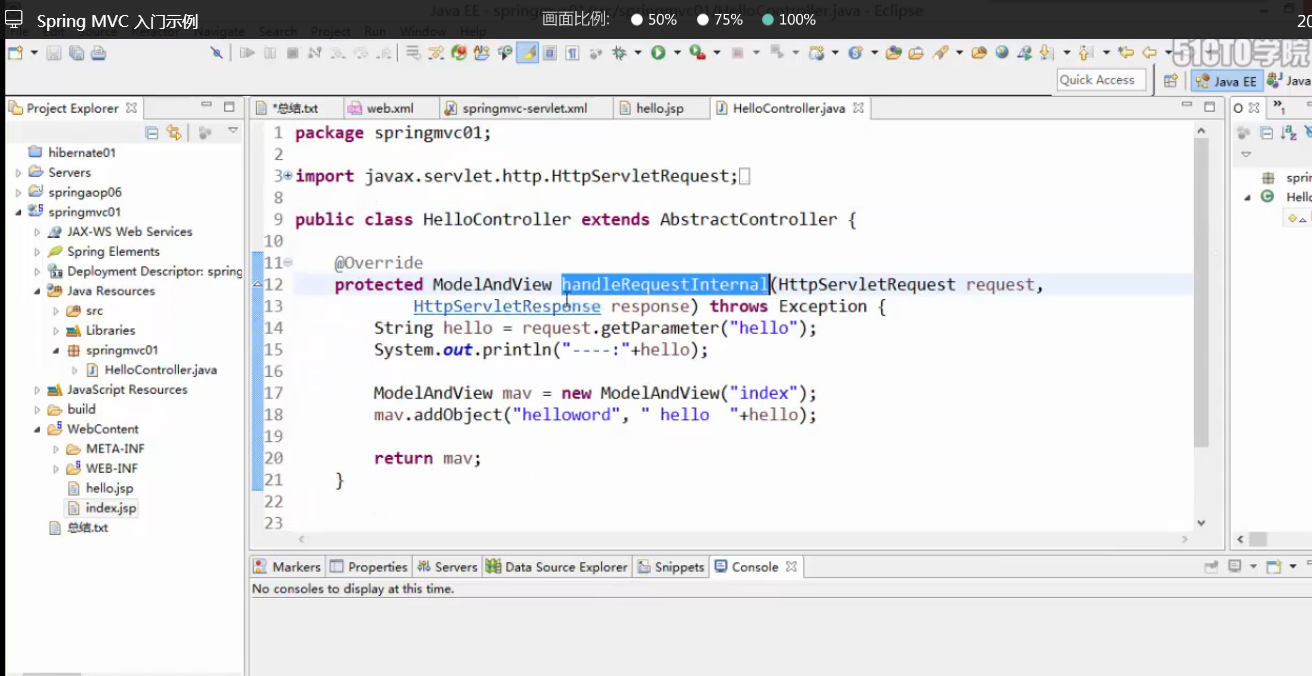 Spring MVC 入门示例
画面比例: 50% 75% 100%
Java EE - springmvc01/src/springmvc01/HelloController.java - Eclipse
Search Project Run Window Help
51CTO学院
Quick Access
Java EE
Java
Project Explorer
*总结.txt
web.xml
springmvc-servlet.xml
hello.jsp
HelloController.java
hibernate01
Servers
springaop06
springmvc01
JAX-WS Web Services
Spring Elements
Deployment Descriptor: spring
Java Resources
src
Libraries
springmvc01
HelloController.java
JavaScript Resources
build
WebContent
META-INF
WEB-INF
hello.jsp
index.jsp
总结.txt
1 package springmvc01;
2
3 import javax.servlet.http.HttpServletRequest;
8
9 public class HelloController extends AbstractController {
10
11 @Override
12 protected ModelAndView handleRequestInternal(HttpServletRequest request,
13 HttpServletResponse response) throws Exception {
14 String hello = request.getParameter("hello");
15 System.out.println("----:"+hello);
16
17 ModelAndView mav = new ModelAndView("index");
18 mav.addObject("helloword", " hello  "+hello);
19
20 return mav;
21 }
22
23
sprin
Hello
Markers
Properties
Servers
Data Source Explorer
Snippets
Console
No consoles to display at this time.